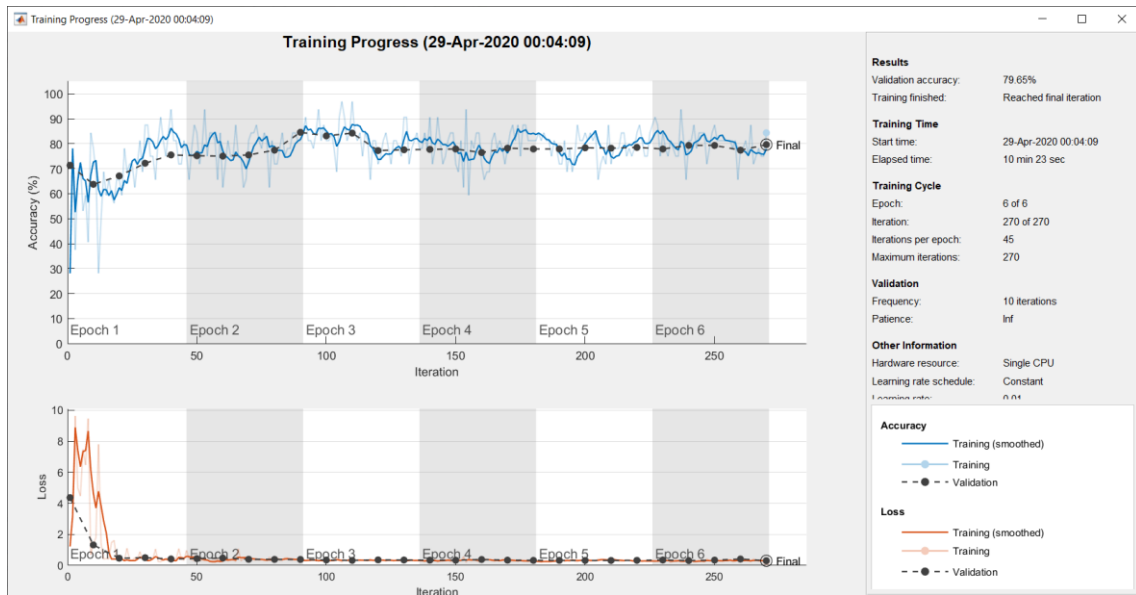 Training Progress (29-Apr-2020 00:04:09)
Training Progress (29-Apr-2020 00:04:09)
Accuracy (%)
100
90
80
70
60
50
40
30
20
10
0
Final
Epoch 1 Epoch 2 Epoch 3 Epoch 4 Epoch 5 Epoch 6
0 50 100 150 200 250
Iteration
Loss
10
8
6
4
2
0
Epoch 1 Epoch 2 Epoch 3 Epoch 4 Epoch 5 Epoch 6
Final
0 50 100 150 200 250
Iteration
Results
Validation accuracy: 79.65%
Training finished: Reached final iteration
Training Time
Start time: 29-Apr-2020 00:04:09
Elapsed time: 10 min 23 sec
Training Cycle
Epoch: 6 of 6
Iteration: 270 of 270
Iterations per epoch: 45
Maximum iterations: 270
Validation
Frequency: 10 iterations
Patience: Inf
Other Information
Hardware resource: Single CPU
Learning rate schedule: Constant
Learning rate: 0.01
Accuracy
Training (smoothed)
Training
Validation
Loss
Training (smoothed)
Training
Validation